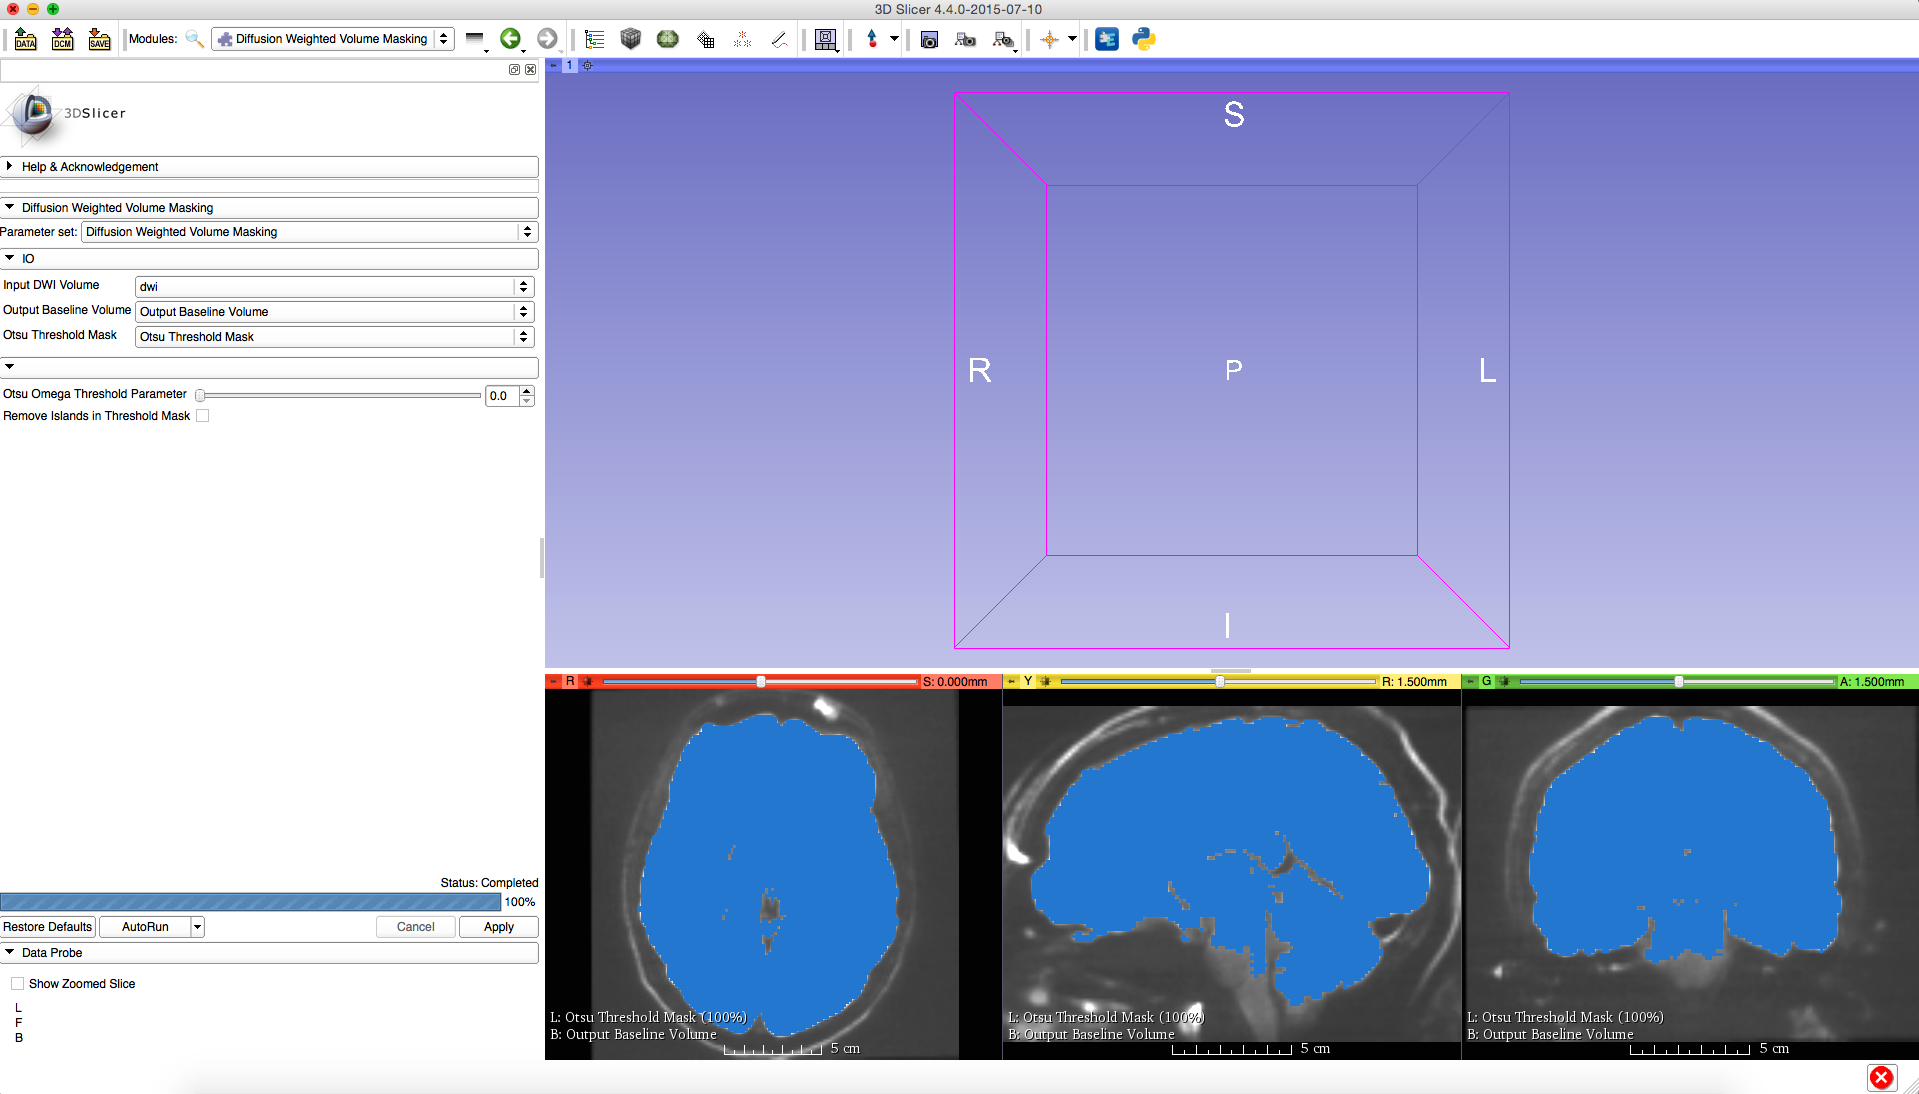 3D Slicer 4.4.0-2015-07-10
DATA
DCM
SAVE
Modules:
Diffusion Weighted Volume Masking
1
3DSlicer
Help & Acknowledgement
Diffusion Weighted Volume Masking
Parameter set: Diffusion Weighted Volume Masking
IO
Input DWI Volume dwi
Output Baseline Volume Output Baseline Volume
Otsu Threshold Mask Otsu Threshold Mask
Otsu Omega Threshold Parameter 0.0
Remove Islands in Threshold Mask
Status: Completed
100%
Restore Defaults AutoRun Cancel Apply
Data Probe
Show Zoomed Slice
L
F
B
S
R P L
I
R S: 0.000mm
L: Otsu Threshold Mask (100%)
B: Output Baseline Volume
5 cm
Y R: 1.500mm
L: Otsu Threshold Mask (100%)
B: Output Baseline Volume
5 cm
G A: 1.500mm
L: Otsu Threshold Mask (100%)
B: Output Baseline Volume
5 cm